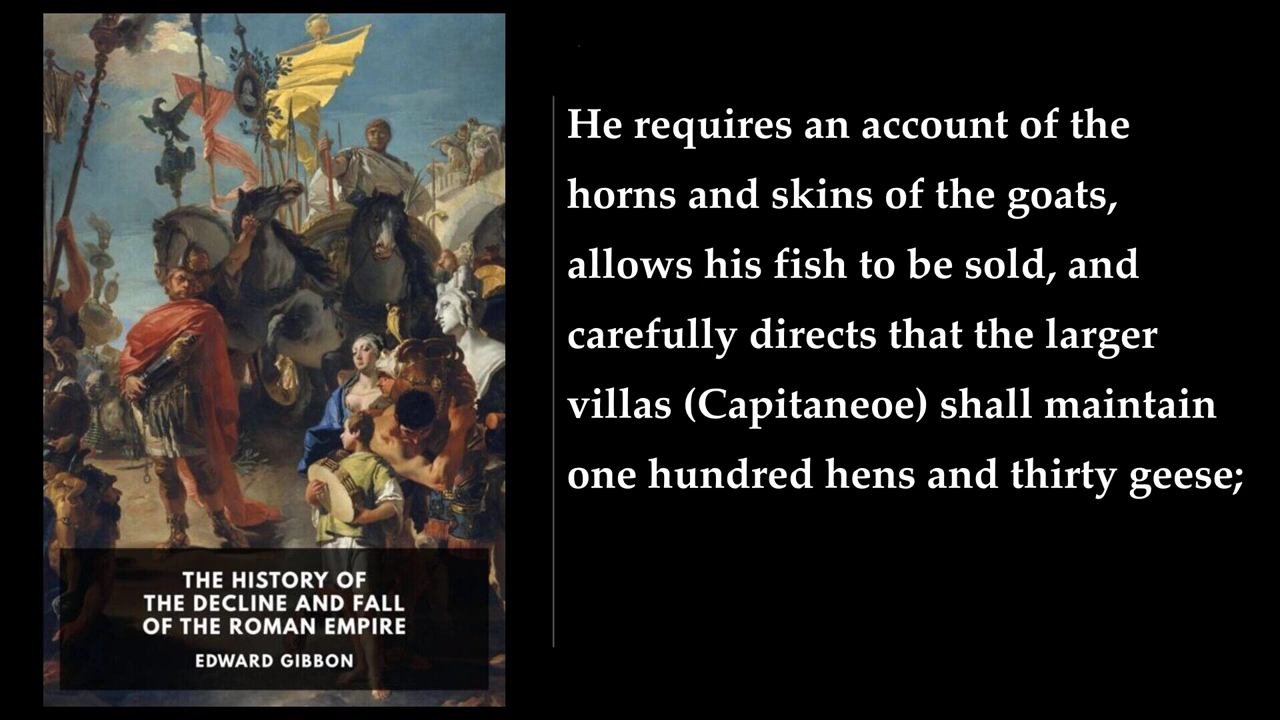 He requires an account of the
horns and skins of the goats,
allows his fish to be sold, and
carefully directs that the larger
villas (Capitaneoe) shall maintain
one hundred hens and thirty geese;
THE HISTORY OF
THE DECLINE AND FALL
OF THE ROMAN EMPIRE
EDWARD GIBBON